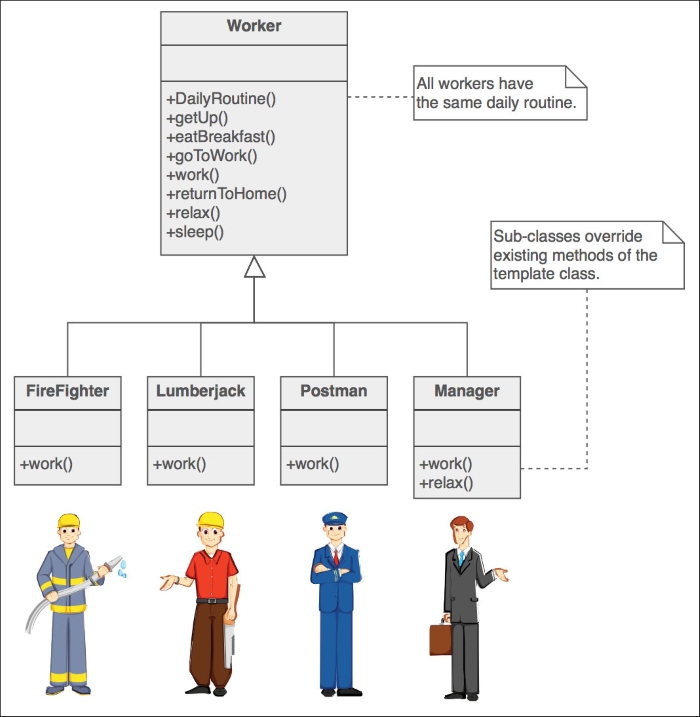 Worker
+DailyRoutine()
+getUp()
+eatBreakfast()
+goToWork()
+work()
+returnToHome()
+relax()
+sleep()
All workers have
the same daily routine.
Sub-classes override
existing methods of the
template class.
FireFighter
+work()
Lumberjack
+work()
Postman
+work()
Manager
+work()
+relax()